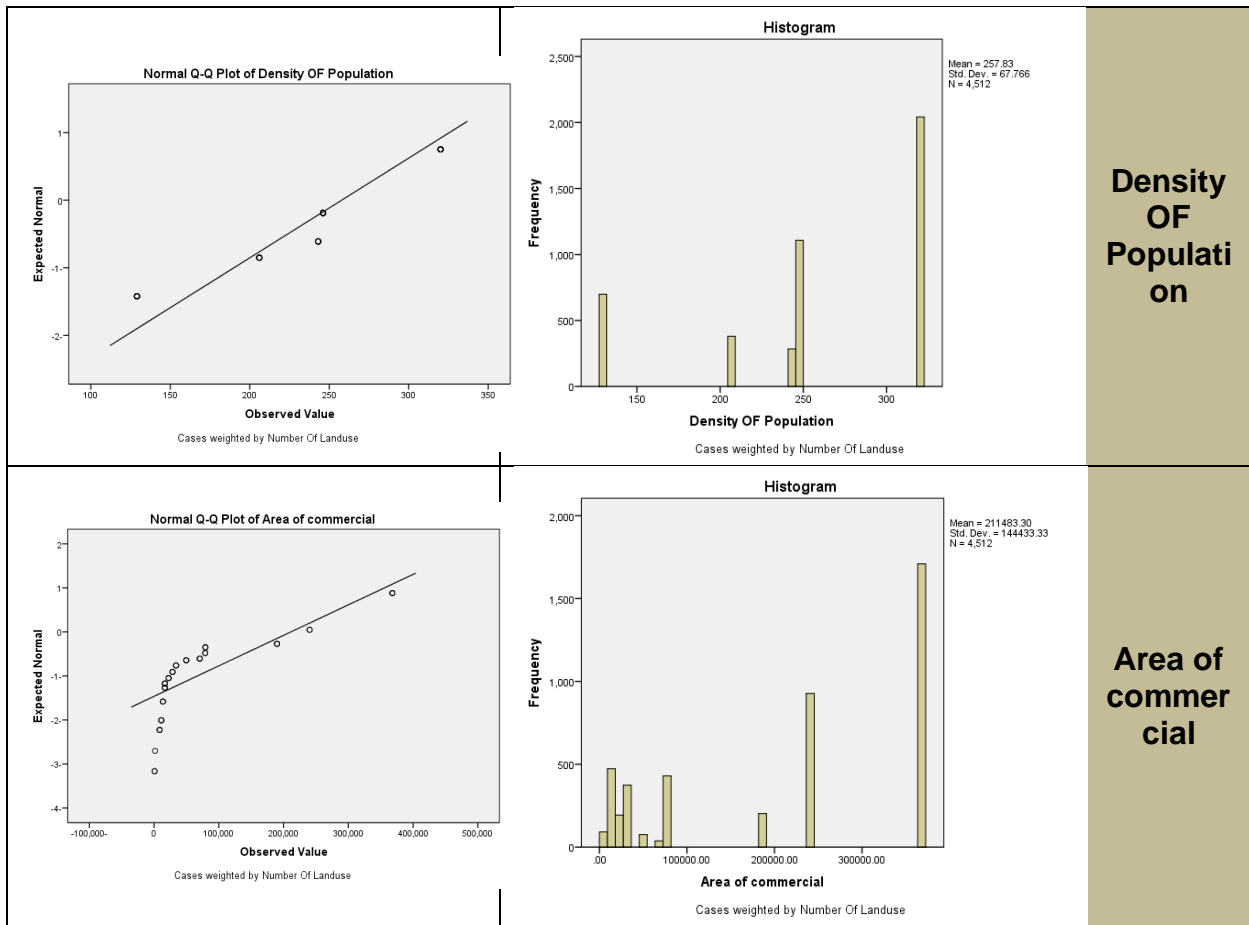 Normal Q-Q Plot of Density OF Population
Expected Normal
1
0
-1
-2
100
150
200
250
300
350
Observed Value
Cases weighted by Number Of Landuse
Histogram
Mean = 257.83
Std. Dev. = 67.766
N = 4,512
Frequency
2,500
2,000
1,500
1,000
500
0
150
200
250
300
Density OF Population
Cases weighted by Number Of Landuse
Density
OF
Populati
on
Normal Q-Q Plot of Area of commercial
Expected Normal
2
1
0
-1
-2
-3
-4
-100,000
0
100,000
200,000
300,000
400,000
500,000
Observed Value
Cases weighted by Number Of Landuse
Histogram
Mean = 211483.30
Std. Dev. = 144433.33
N = 4,512
Frequency
2,000
1,500
1,000
500
0
.00
100000.00
200000.00
300000.00
Area of commercial
Cases weighted by Number Of Landuse
Area of
commer
cial